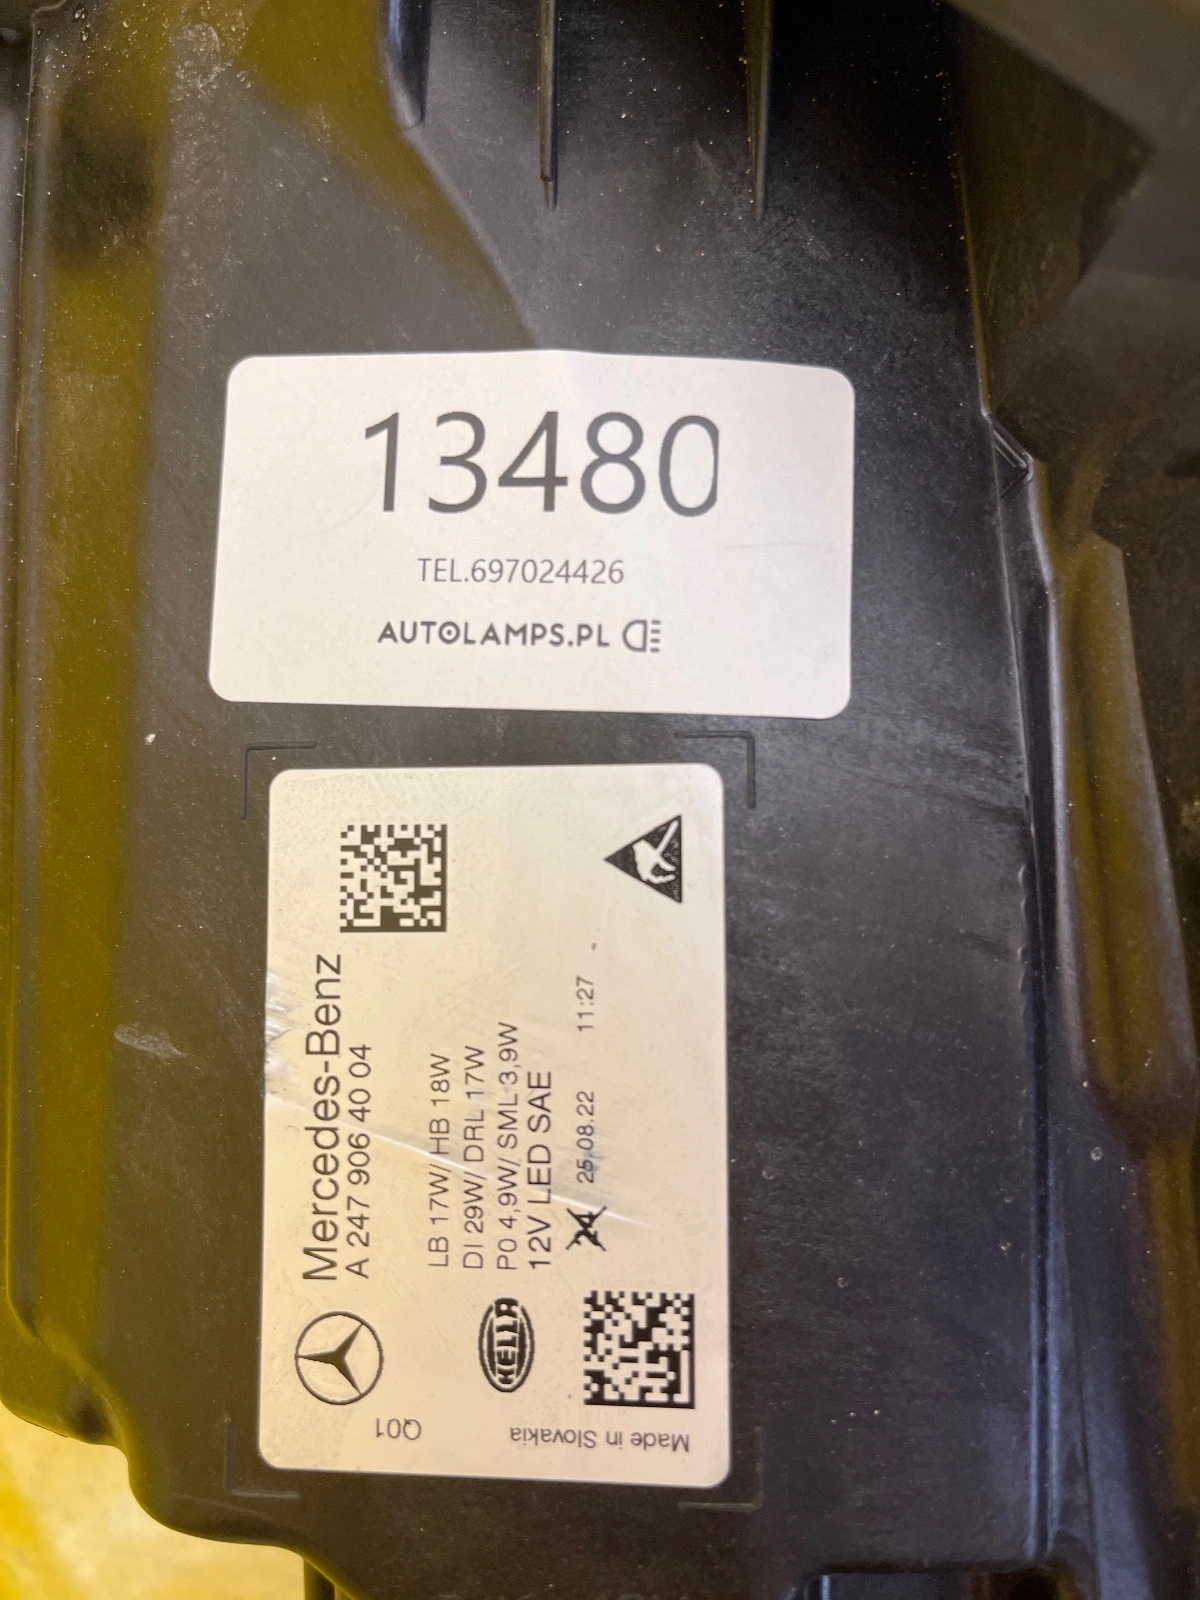 13480
TEL.697024426
AUTOLAMPS.PL
Mercedes-Benz
A 247 906 40 04
LB 17W/ HB 18W
DI 29W/ DRL 17W
P0 4,9W/ SML 3,9W
12V LED SAE
24 25.08.22 11:27
HELLA
Q01
Made in Slovakia